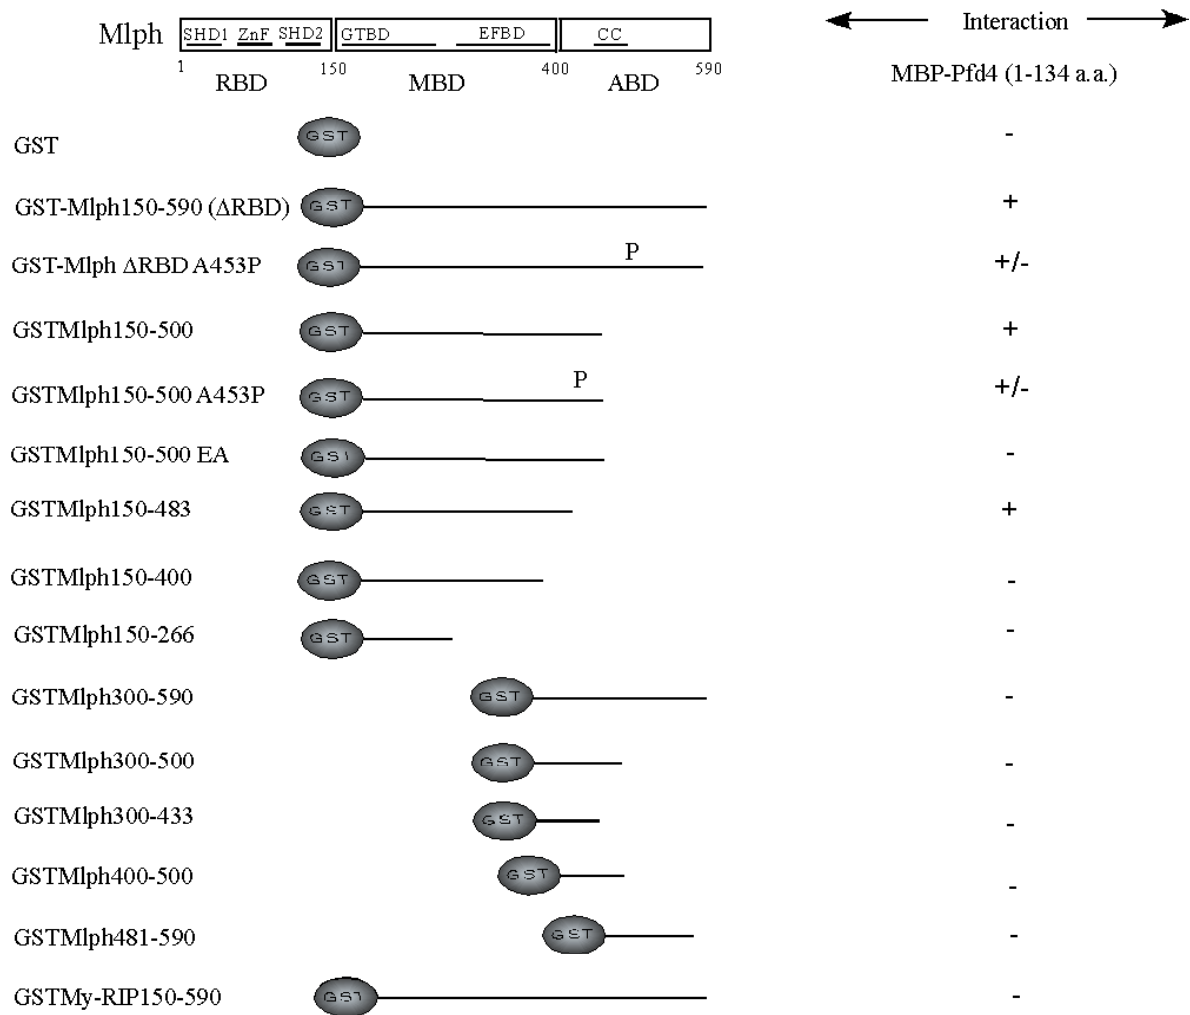 Mlph SHD1 ZnF SHD2 GTBD EFBD CC Interaction
1 150 400 590
RBD MBD ABD MBP-Pfd4 (1-134 a.a.)
GST GST -
GST-Mlph150-590 (ΔRBD) GST +
GST-Mlph ΔRBD A453P GST P +/-
GSTMlph150-500 GST +
GSTMlph150-500 A453P GST P +/-
GSTMlph150-500 EA GST -
GSTMlph150-483 GST +
GSTMlph150-400 GST -
GSTMlph150-266 GST -
GSTMlph300-590 GST -
GSTMlph300-500 GST -
GSTMlph300-433 GST -
GSTMlph400-500 GST -
GSTMlph481-590 GST -
GSTMy-RIP150-590 GST -